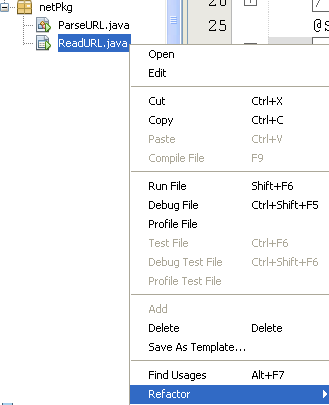 netPkg
ParseURL.java
ReadURL.java
25
@S
Open
Edit
Cut Ctrl+X
Copy Ctrl+C
Paste Ctrl+V
Compile File F9
Run File Shift+F6
Debug File Ctrl+Shift+F5
Profile File
Test File Ctrl+F6
Debug Test File Ctrl+Shift+F6
Profile Test File
Add
Delete Delete
Save As Template...
Find Usages Alt+F7
Refactor